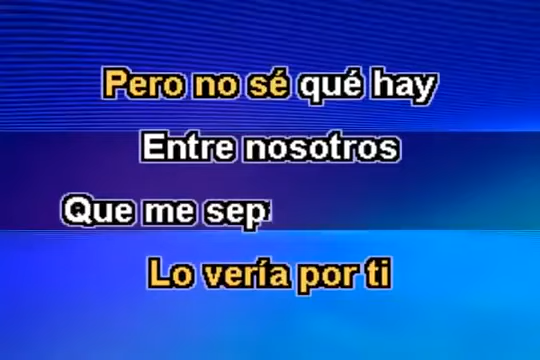 Pero no sé qué hay
Entre nosotros
Que me sep
Lo vería por ti